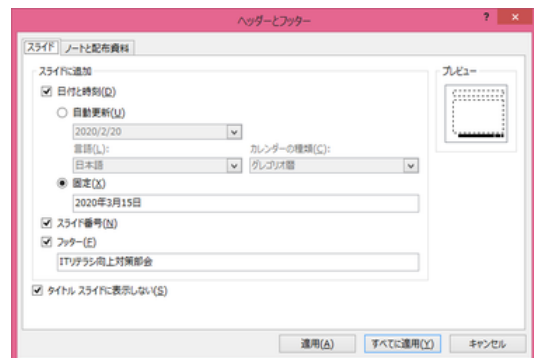 ヘッダーとフッター
? ×
スライド ノートと配布資料
スライドに追加 プレビュー
日付と時刻(D)
自動更新(U)
2020/2/20
言語(L): カレンダーの種類(C):
日本語 グレゴリオ暦
固定(X)
2020年3月15日
スライド番号(N)
フッター(F)
ITリテラシ向上対策部会
タイトル スライドに表示しない(S)
適用(A) すべてに適用(Y) キャンセル